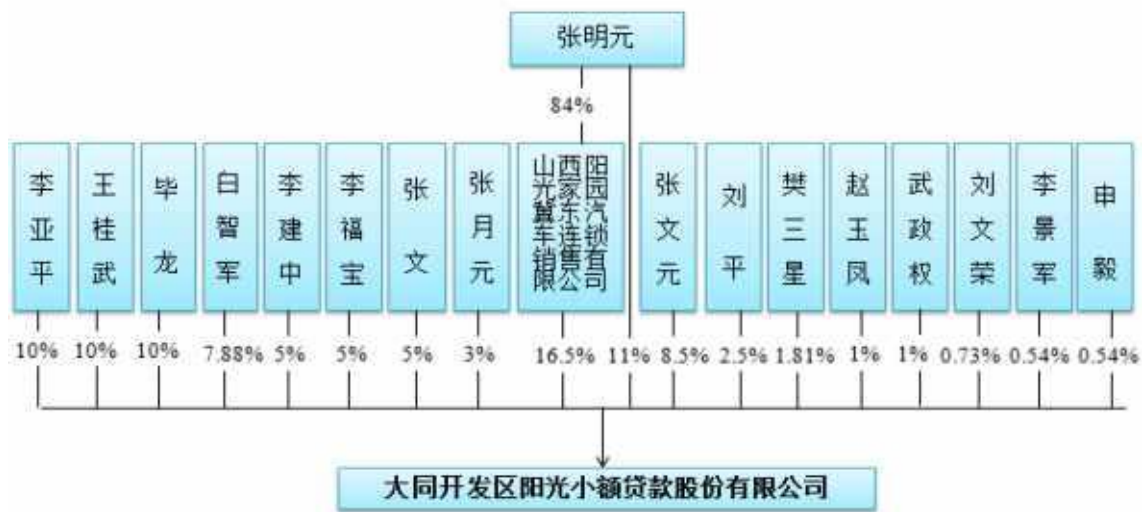 张明元
84%
李亚平
王桂武
毕龙
白智军
李建中
李福宝
张文
张月元
山西阳
光家园
冀东汽
车连锁
销售有
限公司
张文元
刘平
樊三星
赵玉凤
武政权
刘文荣
李景军
申毅
10% 10% 10% 7.88% 5% 5% 5% 3% 16.5% 11% 8.5% 2.5% 1.81% 1% 1% 0.73% 0.54% 0.54%
大同开发区阳光小额贷款股份有限公司